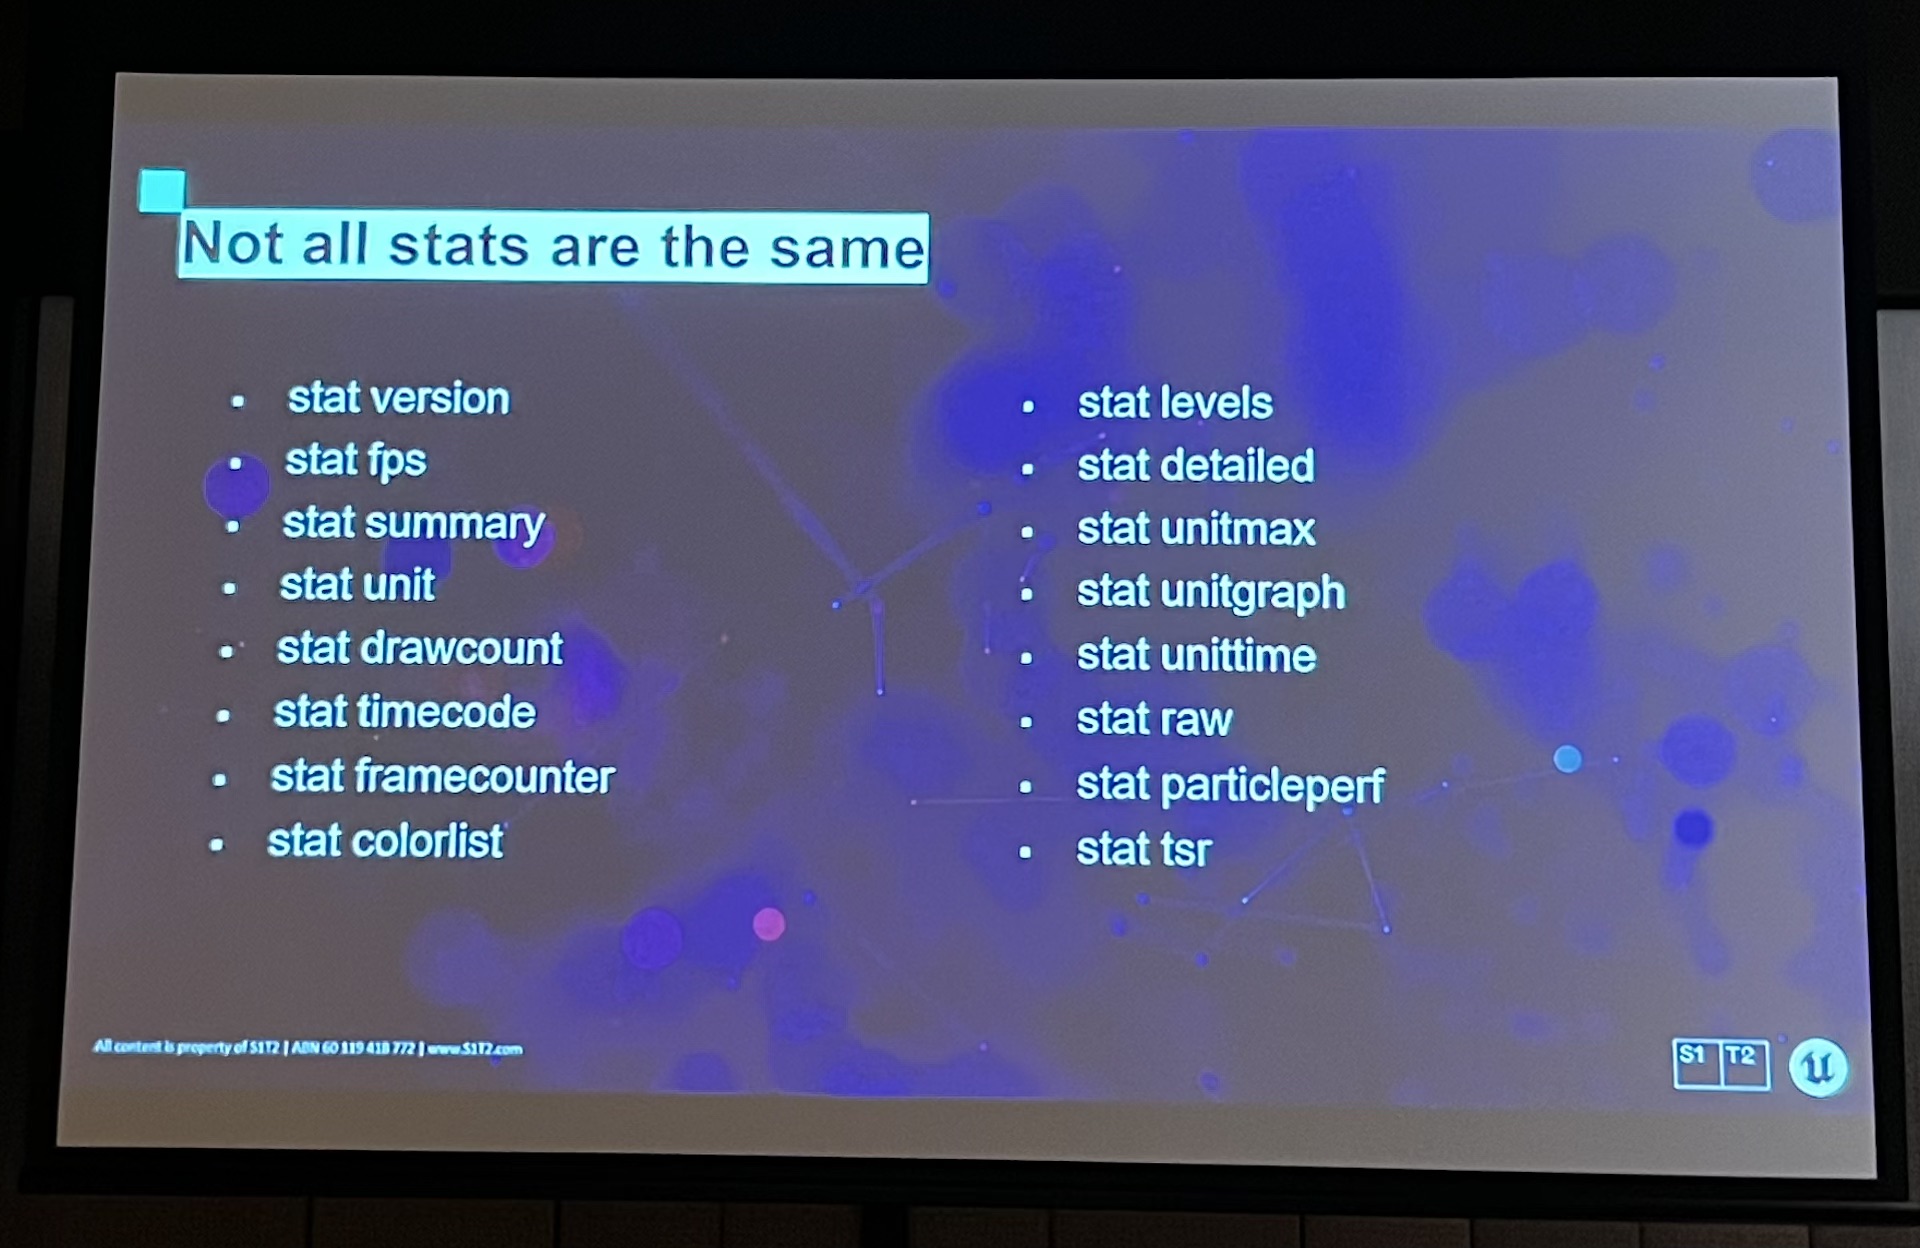 Not all stats are the same
stat version
stat fps
stat summary
stat unit
stat drawcount
stat timecode
stat framecounter
stat colorlist
stat levels
stat detailed
stat unitmax
stat unitgraph
stat unittime
stat raw
stat particleperf
stat tsr
All content is property of S1T2 | ABN 60 119 418 772 | www.S1T2.com
S1 T2